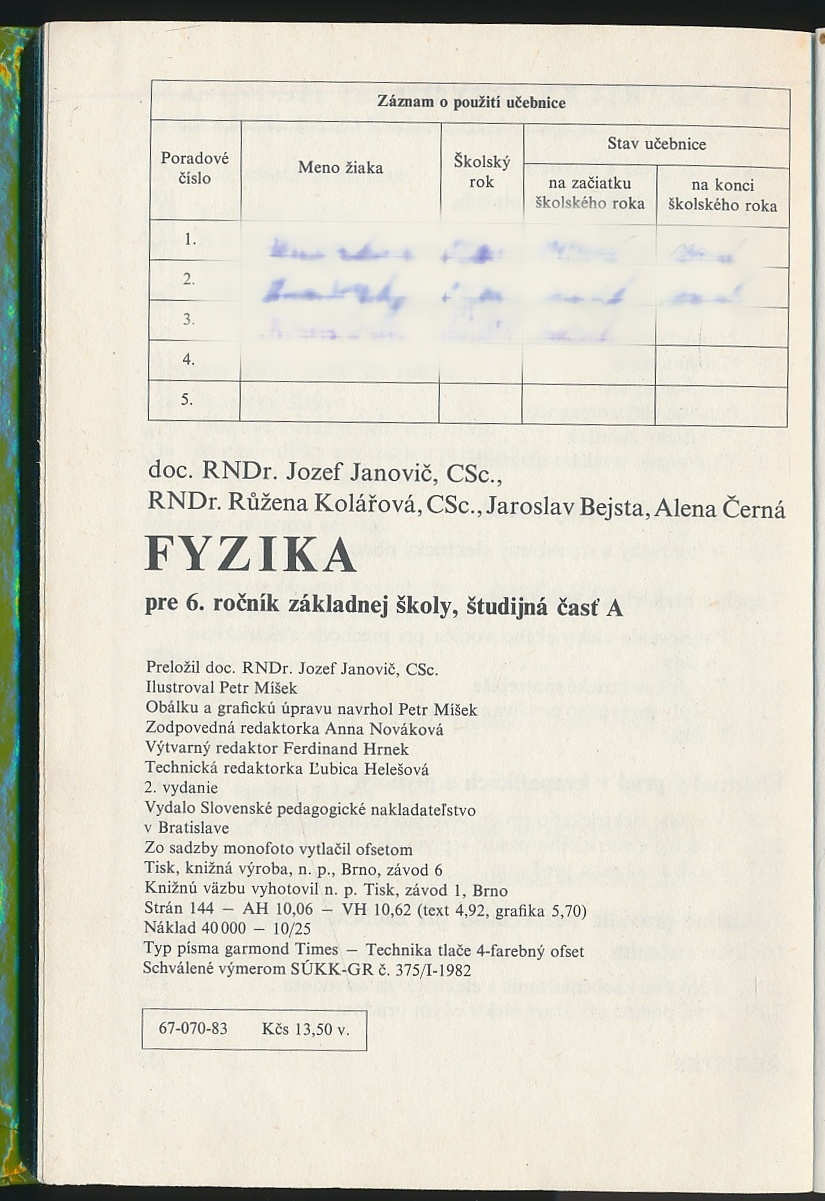 Záznam o použití učebnice
Poradové číslo
Meno žiaka
Školský rok
Stav učebnice
na začiatku školského roka
na konci školského roka
1.
2.
3.
4.
5.
doc. RNDr. Jozef Janovič, CSc.,
RNDr. Růžena Kolářová, CSc., Jaroslav Bejsta, Alena Černá
FYZIKA
pre 6. ročník základnej školy, študijná časť A
Preložil doc. RNDr. Jozef Janovič, CSc.
Ilustroval Petr Míšek
Obálku a grafickú úpravu navrhol Petr Míšek
Zodpovedná redaktorka Anna Nováková
Výtvarný redaktor Ferdinand Hrnek
Technická redaktorka Ľubica Helešová
2. vydanie
Vydalo Slovenské pedagogické nakladateľstvo
v Bratislave
Zo sadzby monofoto vytlačil ofsetom
Tisk, knižná výroba, n. p., Brno, závod 6
Knižnú väzbu vyhotovil n. p. Tisk, závod 1, Brno
Strán 144 — AH 10,06 — VH 10,62 (text 4,92, grafika 5,70)
Náklad 40 000 — 10/25
Typ písma garmond Times — Technika tlače 4-farebný ofset
Schválené výmerom SÚKK-GR č. 375/I-1982
67-070-83 Kčs 13,50 v.